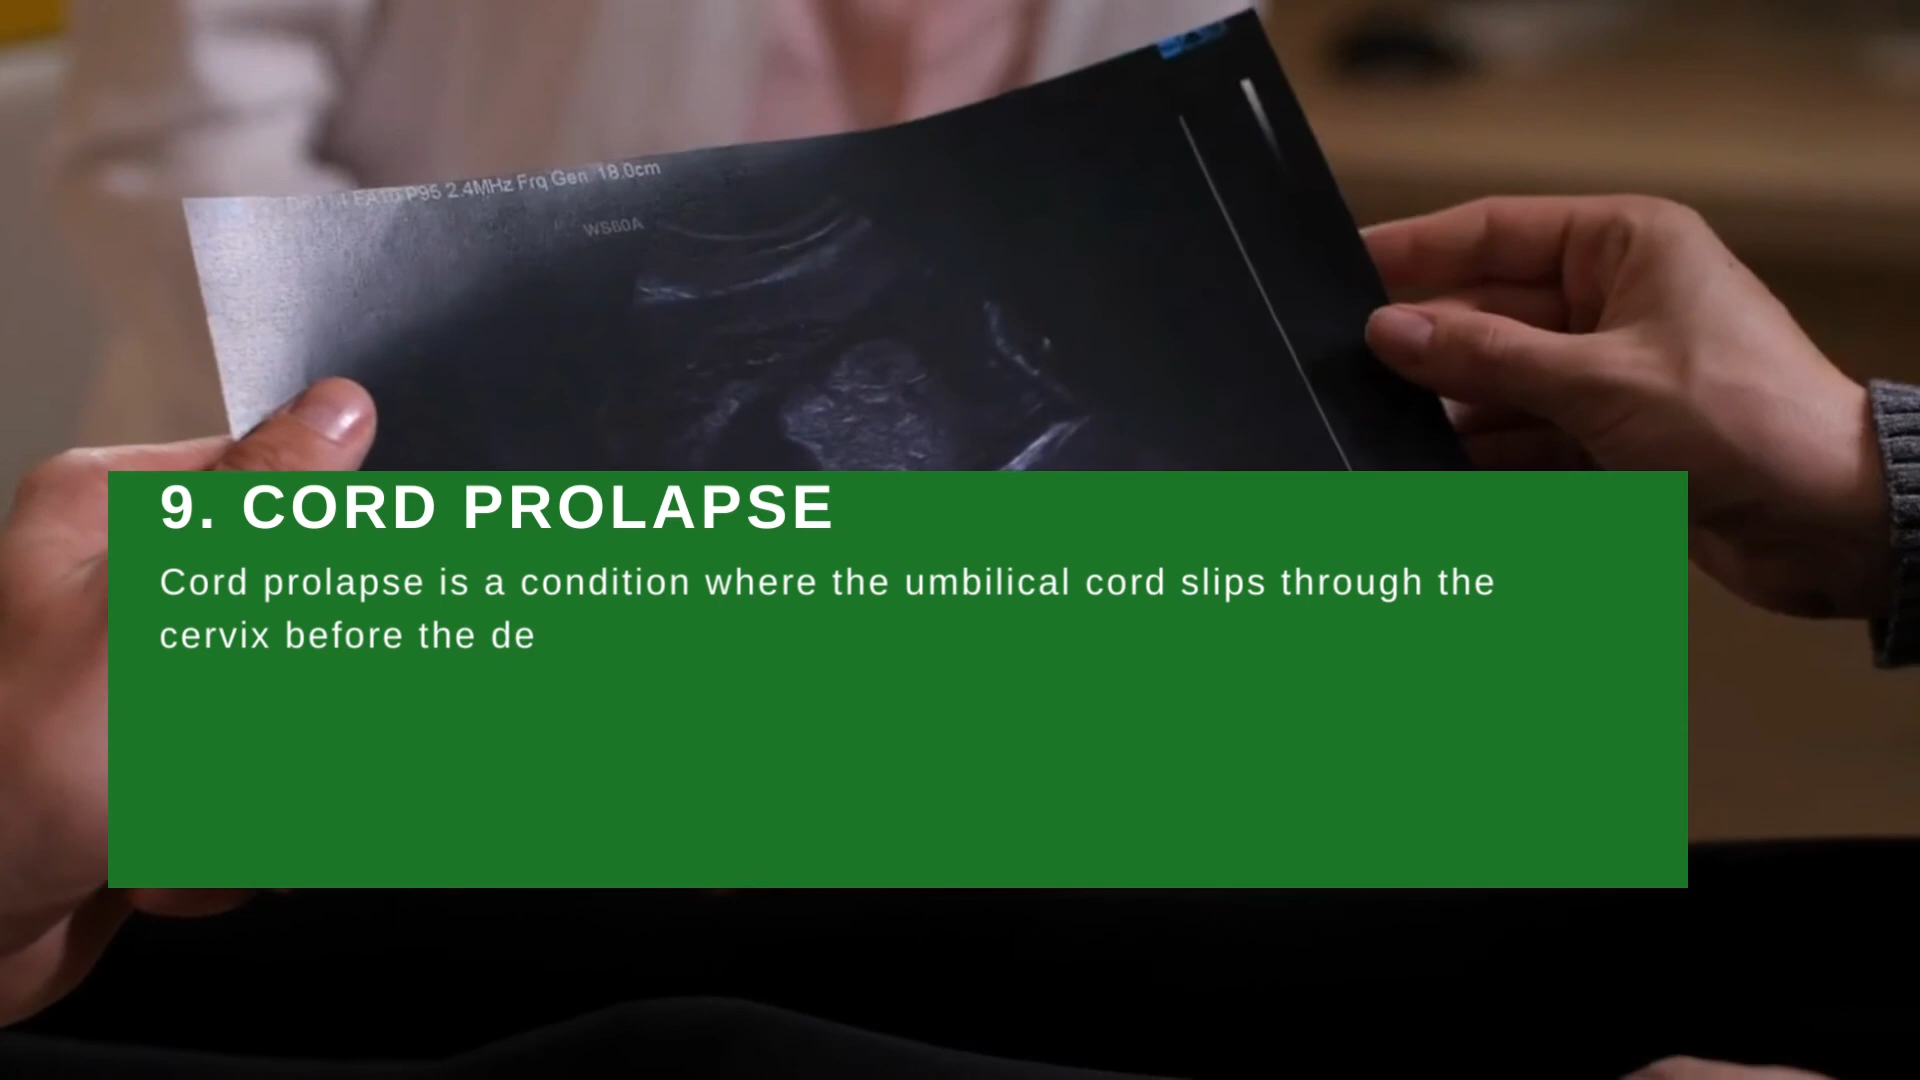 P95 2.4MHz Frq Gen 18.0cm
WS80A
9. CORD PROLAPSE
Cord prolapse is a condition where the umbilical cord slips through the
cervix before the de